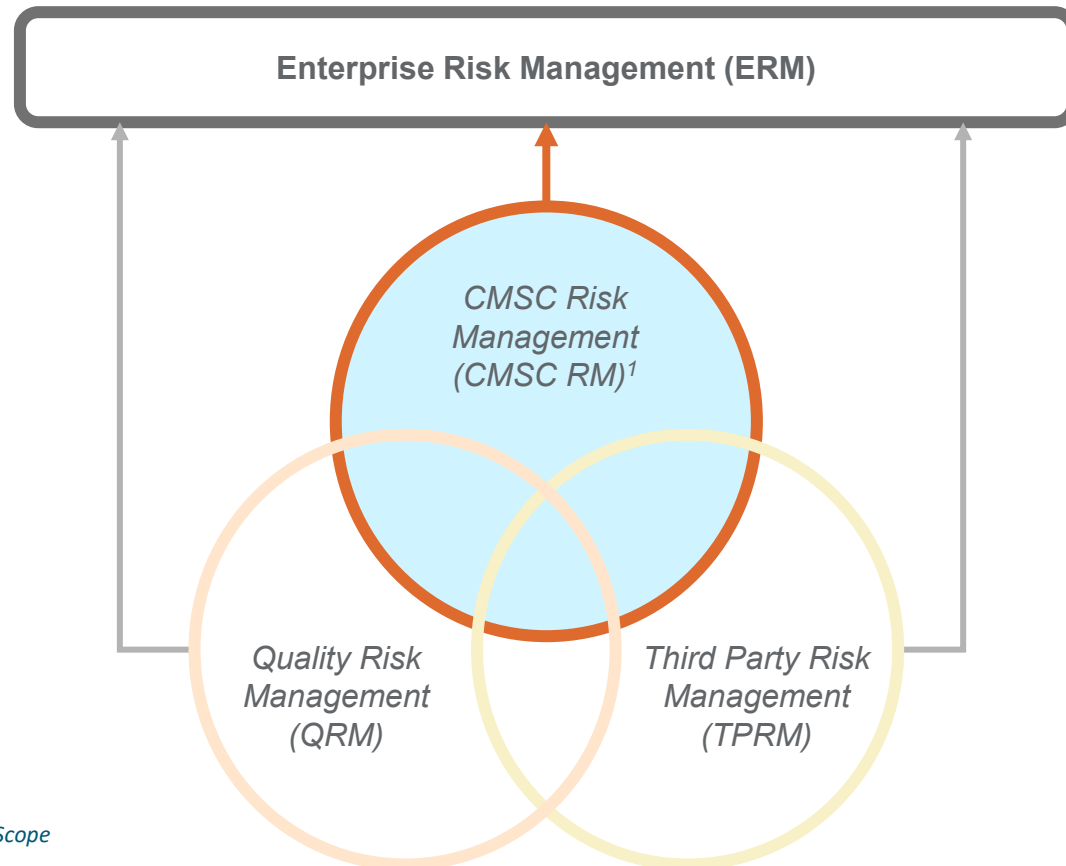 Enterprise Risk Management (ERM)
CMSC Risk
Management
(CMSC RM)1
Quality Risk
Management
(QRM)
Third Party Risk
Management
(TPRM)
Scope